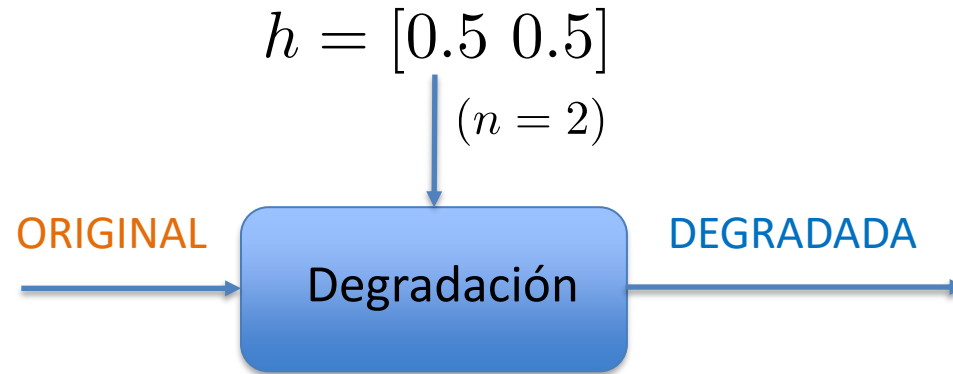 h = [0.5 0.5]
(n = 2)
ORIGINAL
DEGRADADA
Degradación